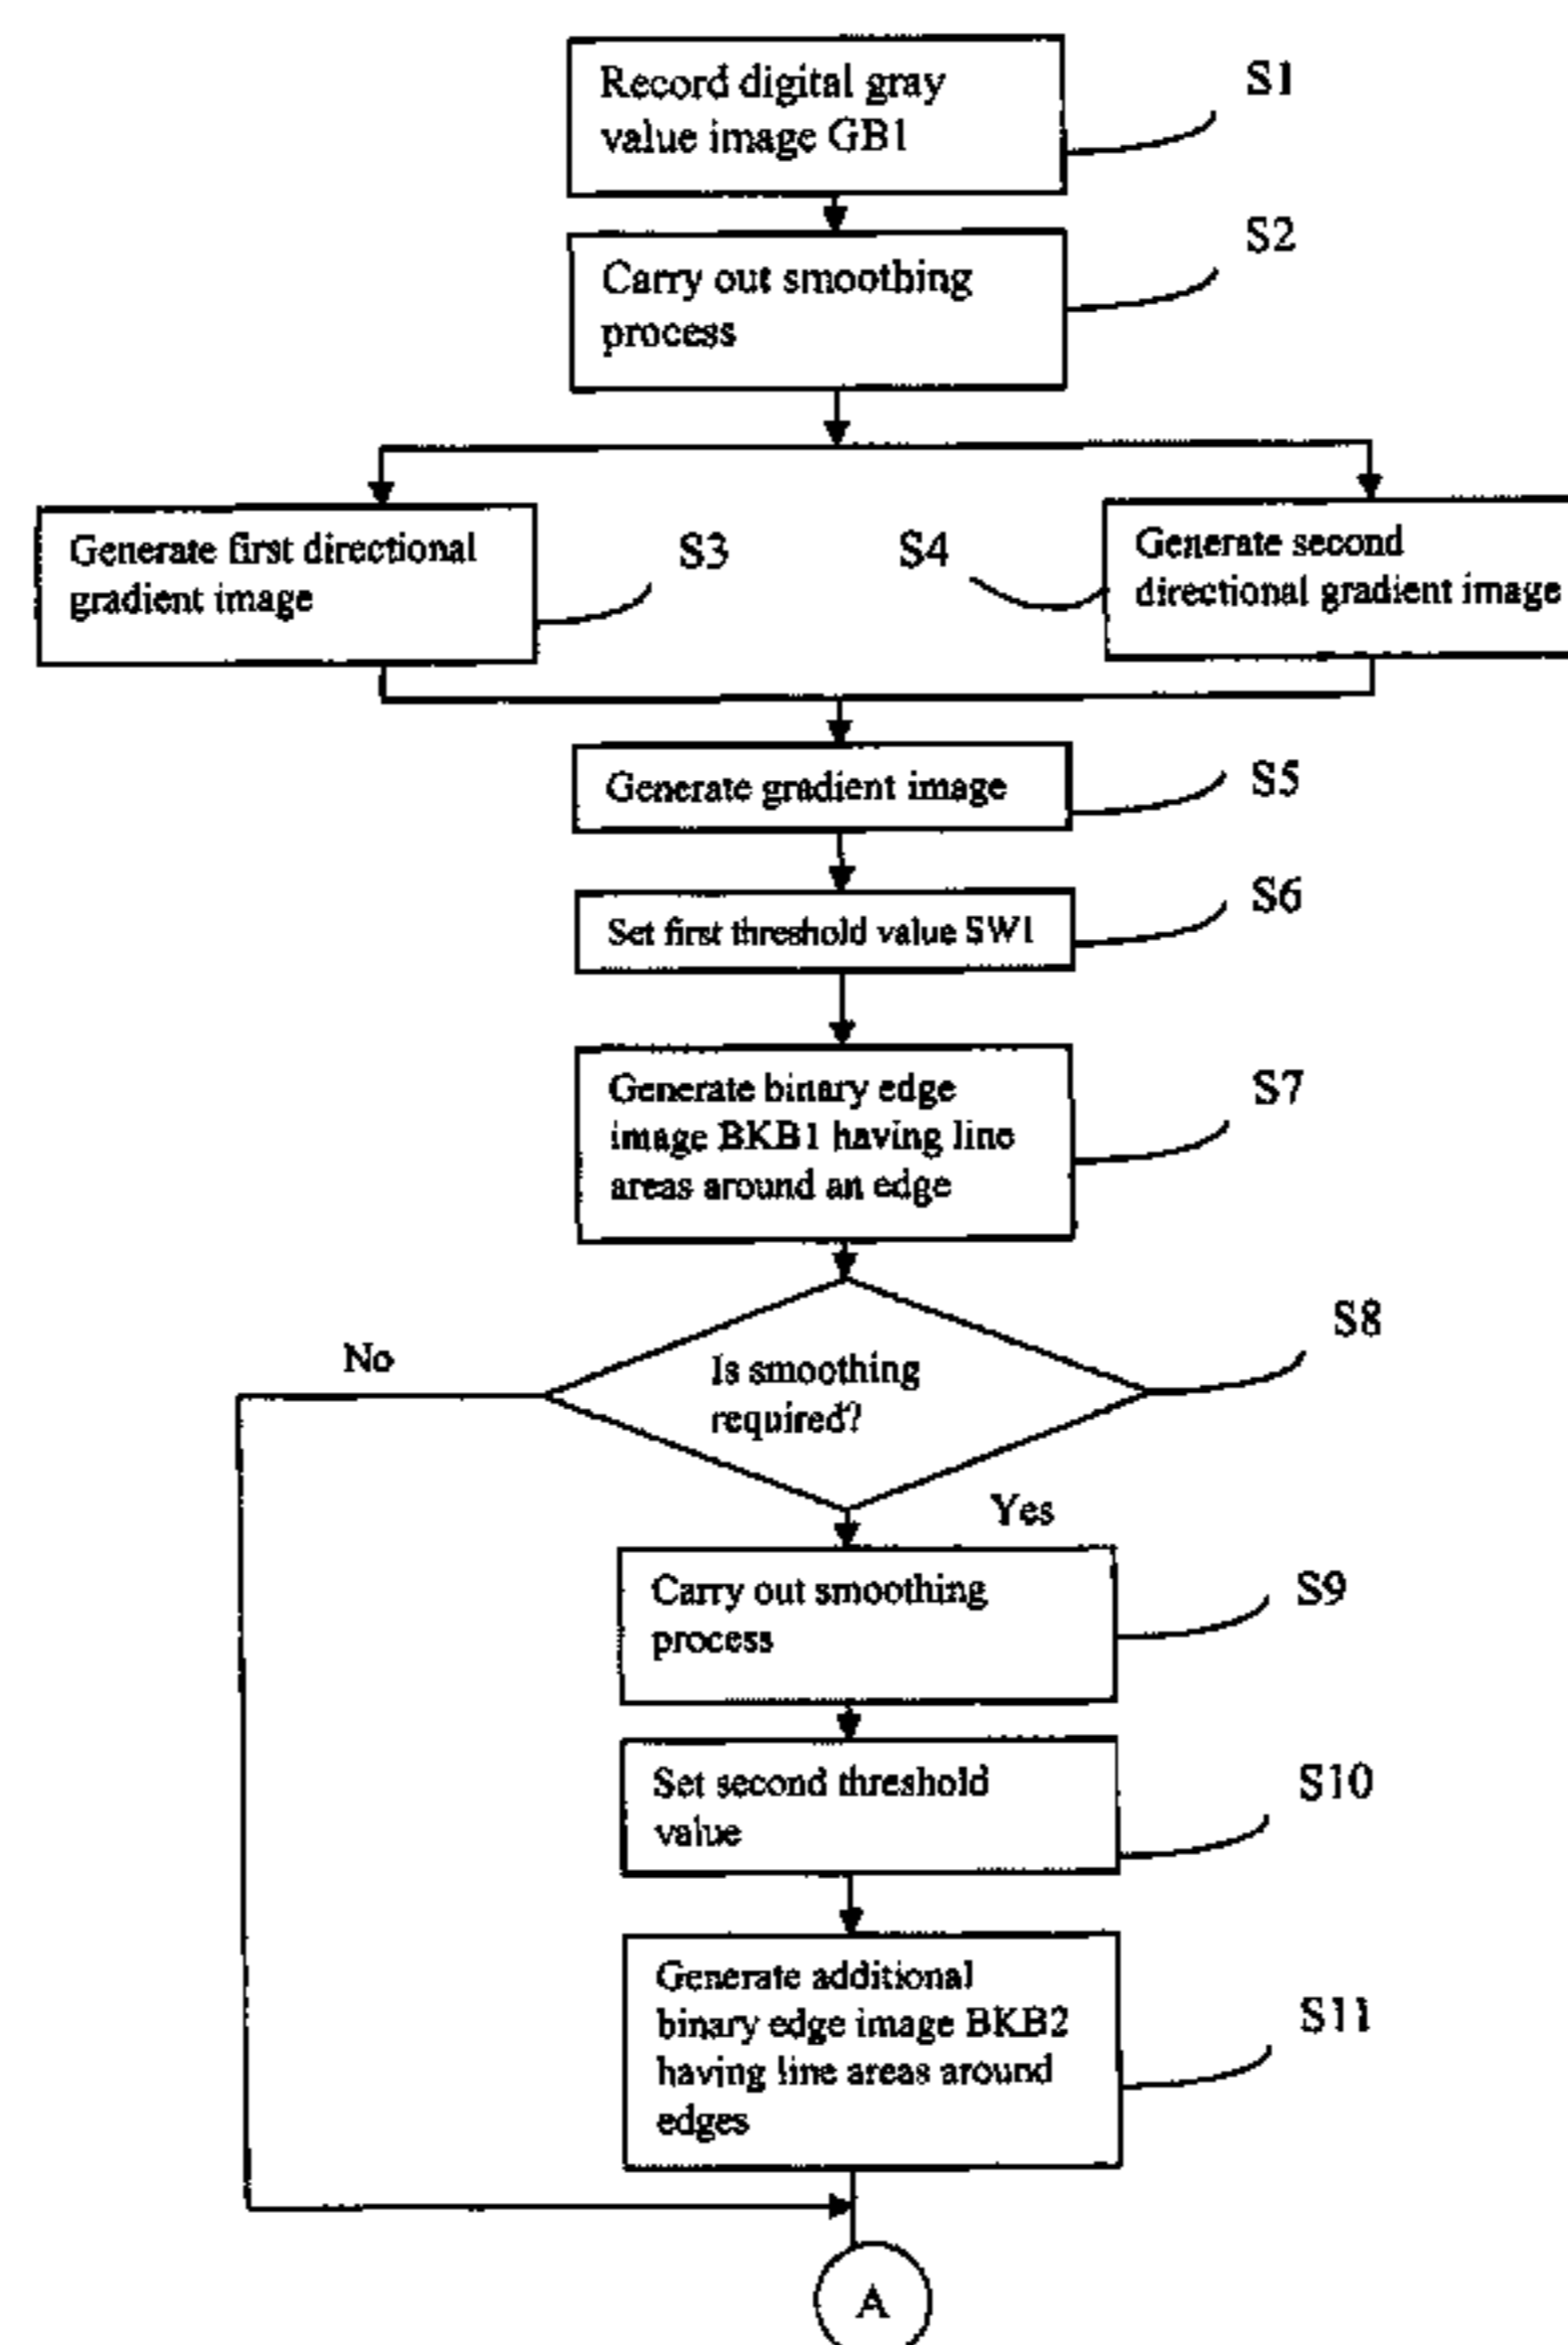 Record digital gray
value image GB1
S1
Carry out smoothing
process
S2
Generate first directional
gradient image
S3
S4
Generate second
directional gradient image
Generate gradient image
S5
Set first threshold value SW1
S6
Generate binary edge
image BKB1 having line
areas around an edge
S7
Is smoothing
required?
S8
No
Yes
Carry out smoothing
process
S9
Set second threshold
value
S10
Generate additional
binary edge image BKB2
having line areas around
edges
S11
A